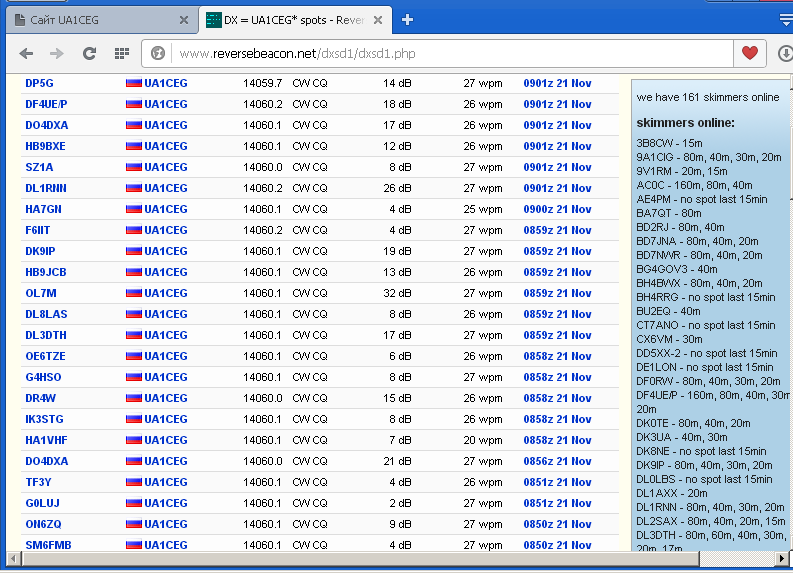 Сайт UA1CEG
DX = UA1CEG* spots - Rever
www.reversebeacon.net/dxsd1/dxsd1.php
DP5G UA1CEG 14059.7 CW CQ 14 dB 27 wpm 0901z 21 Nov
DF4UE/P UA1CEG 14060.2 CW CQ 18 dB 26 wpm 0901z 21 Nov
DO4DXA UA1CEG 14060.1 CW CQ 17 dB 26 wpm 0901z 21 Nov
HB9BXE UA1CEG 14060.1 CW CQ 12 dB 26 wpm 0901z 21 Nov
SZ1A UA1CEG 14060.0 CW CQ 8 dB 27 wpm 0901z 21 Nov
DL1RNN UA1CEG 14060.2 CW CQ 26 dB 27 wpm 0901z 21 Nov
HA7GN UA1CEG 14060.1 CW CQ 4 dB 25 wpm 0900z 21 Nov
F6IIT UA1CEG 14060.2 CW CQ 4 dB 27 wpm 0859z 21 Nov
DK9IP UA1CEG 14060.1 CW CQ 19 dB 27 wpm 0859z 21 Nov
HB9JCB UA1CEG 14060.1 CW CQ 13 dB 26 wpm 0859z 21 Nov
OL7M UA1CEG 14060.1 CW CQ 32 dB 27 wpm 0859z 21 Nov
DL8LAS UA1CEG 14060.1 CW CQ 8 dB 26 wpm 0859z 21 Nov
DL3DTH UA1CEG 14060.1 CW CQ 17 dB 27 wpm 0859z 21 Nov
OE6TZE UA1CEG 14060.1 CW CQ 6 dB 26 wpm 0858z 21 Nov
G4HSO UA1CEG 14060.1 CW CQ 8 dB 27 wpm 0858z 21 Nov
DR4W UA1CEG 14060.0 CW CQ 15 dB 26 wpm 0858z 21 Nov
IK3STG UA1CEG 14060.1 CW CQ 8 dB 26 wpm 0858z 21 Nov
HA1VHF UA1CEG 14060.1 CW CQ 7 dB 20 wpm 0858z 21 Nov
DO4DXA UA1CEG 14060.0 CW CQ 21 dB 27 wpm 0856z 21 Nov
TF3Y UA1CEG 14060.1 CW CQ 4 dB 26 wpm 0851z 21 Nov
G0LUJ UA1CEG 14060.1 CW CQ 2 dB 27 wpm 0851z 21 Nov
ON6ZQ UA1CEG 14060.1 CW CQ 9 dB 27 wpm 0850z 21 Nov
SM6FMB UA1CEG 14060.1 CW CQ 4 dB 27 wpm 0850z 21 Nov
we have 161 skimmers online
skimmers online:
3B8CW - 15m
9A1CIG - 80m, 40m, 30m, 20m
9V1RM - 20m, 15m
AC0C - 160m, 80m, 40m
AE4PM - no spot last 15min
BA7QT - 80m
BD2RJ - 80m, 40m
BD7JNA - 80m, 40m, 20m
BD7NWR - 80m, 40m, 20m
BG4GOV3 - 40m
BH4BWX - 80m, 40m, 20m
BH4RRG - no spot last 15min
BU2EQ - 40m
CT7ANO - no spot last 15min
CX6VM - 30m
DD5XX-2 - no spot last 15min
DE1LON - no spot last 15min
DF0RW - 80m, 40m, 30m, 20m
DF4UE/P - 160m, 80m, 40m, 30m
20m
DK0TE - 80m, 40m, 20m
DK3UA - 40m, 30m
DK8NE - no spot last 15min
DK9IP - 80m, 40m, 30m, 20m
DL0LBS - no spot last 15min
DL1AXX - 20m
DL1RNN - 80m, 40m, 30m, 20m
DL2SAX - 80m, 40m, 20m, 15m
DL3DTH - 80m, 60m, 40m, 30m,
20m, 17m